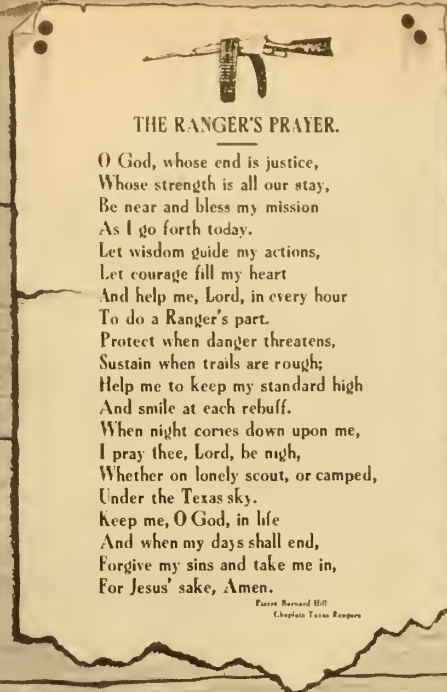 THE RANGER'S PRAYER.
O God, whose end is justice,
Whose strength is all our stay,
Be near and bless my mission
As I go forth today.
Let wisdom guide my actions,
Let courage fill my heart
And help me, Lord, in every hour
To do a Ranger's part.
Protect when danger threatens,
Sustain when trails are rough;
Help me to keep my standard high
And smile at each rebuff.
When night comes down upon me,
I pray thee, Lord, be nigh,
Whether on lonely scout, or camped,
Under the Texas sky.
Keep me, O God, in life
And when my days shall end,
Forgive my sins and take me in,
For Jesus' sake, Amen.
Pierre Bernard Hill
Chaplain Texas Rangers